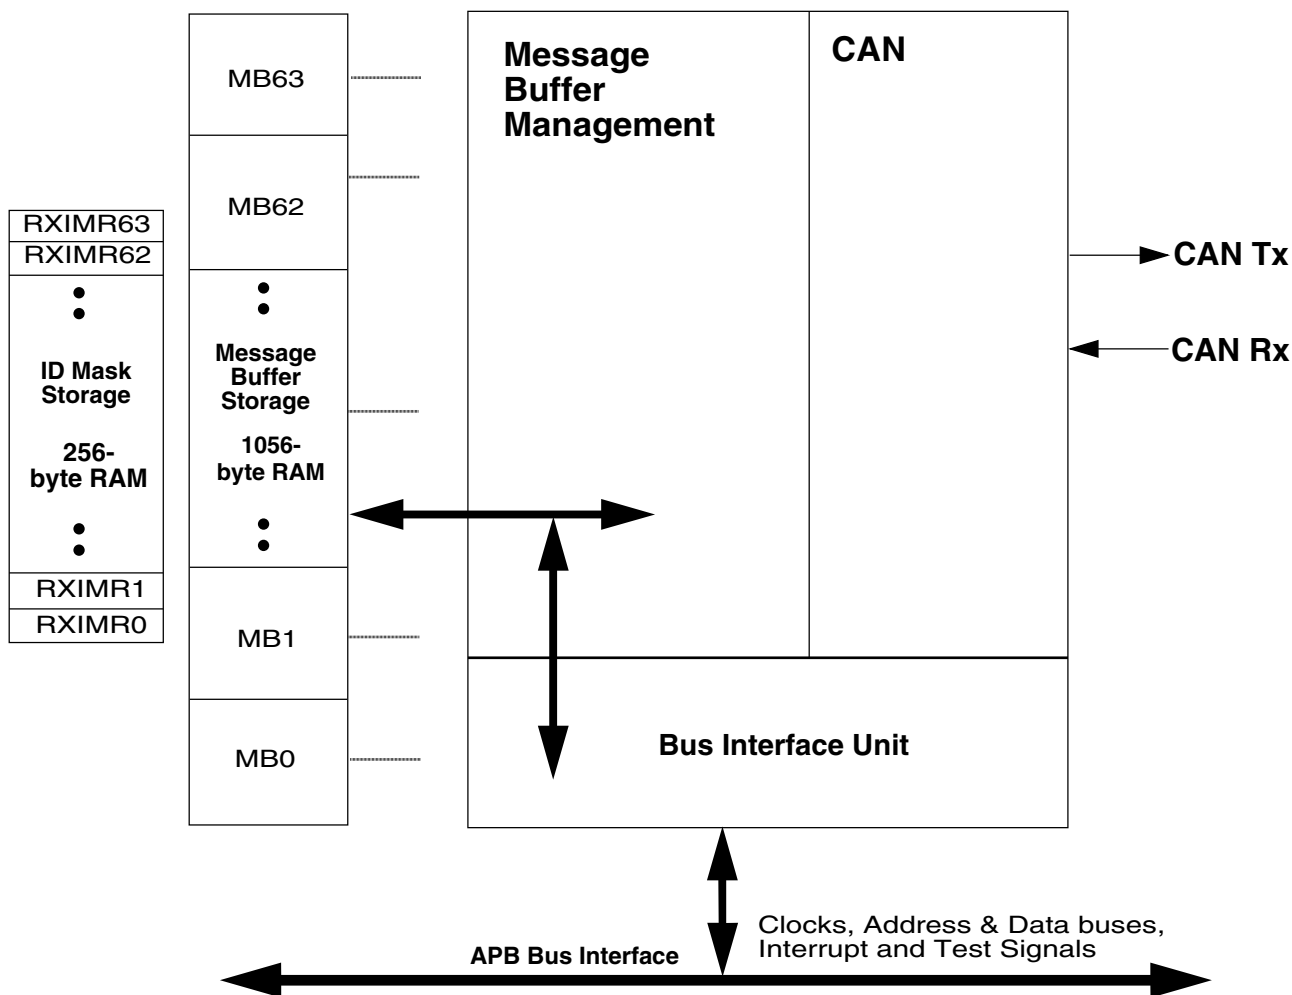 RXIMR63
RXIMR62
ID Mask
Storage
256-
byte RAM
RXIMR1
RXIMR0
MB63
MB62
Message
Buffer
Storage
1056-
byte RAM
MB1
MB0
Message
Buffer
Management
CAN
CAN Tx
CAN Rx
Bus Interface Unit
APB Bus Interface
Clocks, Address & Data buses,
Interrupt and Test Signals